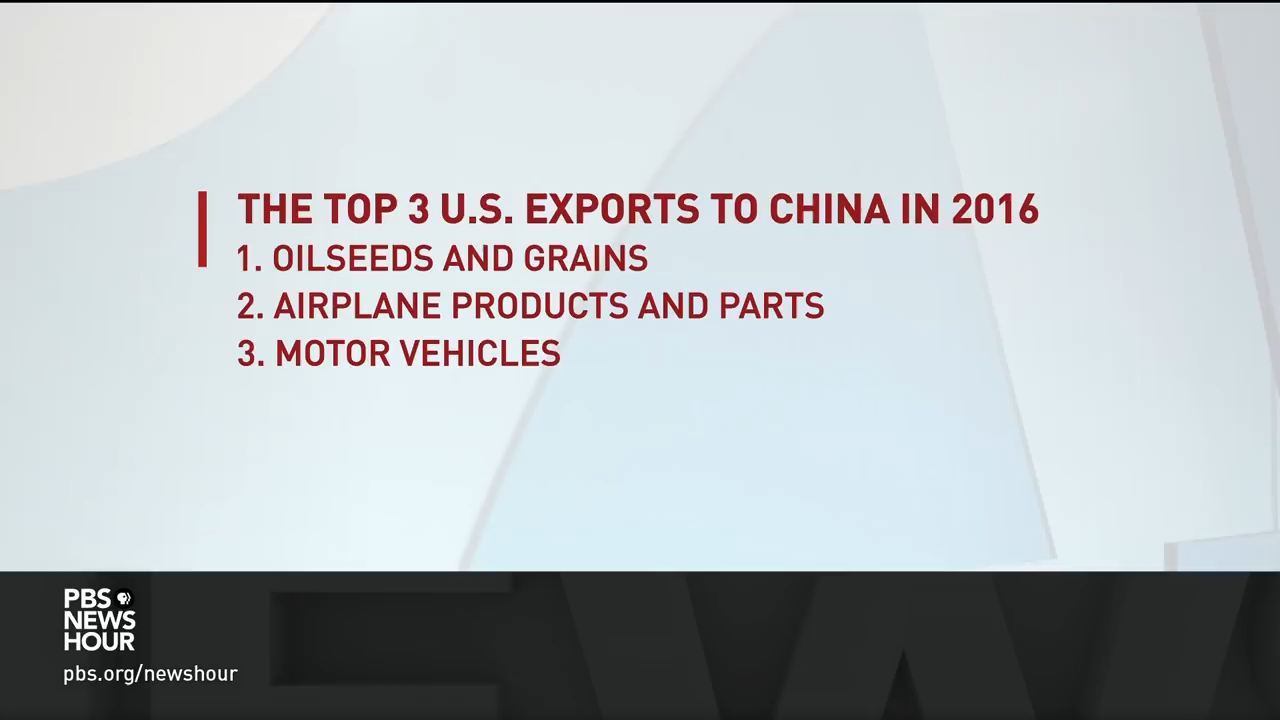 THE TOP 3 U.S. EXPORTS TO CHINA IN 2016
1. OILSEEDS AND GRAINS
2. AIRPLANE PRODUCTS AND PARTS
3. MOTOR VEHICLES
PBS
NEWS
HOUR
pbs.org/newshour